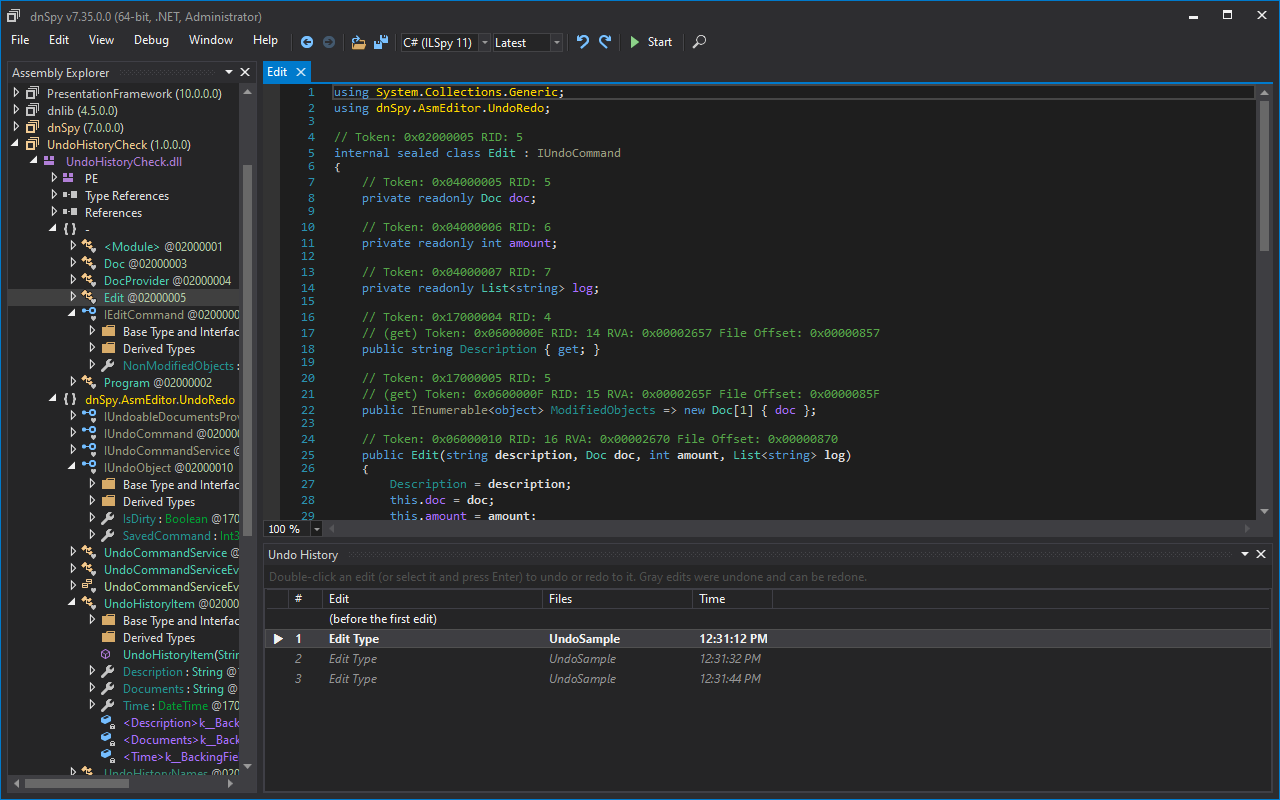 dnSpy v7.35.0.0 (64-bit, .NET, Administrator)
File Edit View Debug Window Help C# (ILSpy 11) Latest Start
Assembly Explorer
PresentationFramework (10.0.0.0)
dnlib (4.5.0.0)
dnSpy (7.0.0.0)
UndoHistoryCheck (1.0.0.0)
UndoHistoryCheck.dll
PE
Type References
References
{ } -
<Module> @02000001
Doc @02000003
DocProvider @02000004
Edit @02000005
IEditCommand @0200000
Base Type and Interfac
Derived Types
NonModifiedObjects :
Program @02000002
{ } dnSpy.AsmEditor.UndoRedo
IUndoableDocumentsProv
IUndoCommand @020000
IUndoCommandService @
IUndoObject @02000010
Base Type and Interfac
Derived Types
IsDirty : Boolean @170
SavedCommand : Int3
UndoCommandService @
UndoCommandServiceEv
UndoCommandServiceEv
UndoHistoryItem @02000
Base Type and Interfac
Derived Types
UndoHistoryItem(Strin
Description : String @1
Documents : String @
Time : DateTime @170
<Description>k__Back
<Documents>k__Back
<Time>k__BackingFie
UndoHistoryNames @020
Edit
1 using System.Collections.Generic;
2 using dnSpy.AsmEditor.UndoRedo;
3
4 // Token: 0x02000005 RID: 5
5 internal sealed class Edit : IUndoCommand
6 {
7 // Token: 0x04000005 RID: 5
8 private readonly Doc doc;
9
10 // Token: 0x04000006 RID: 6
11 private readonly int amount;
12
13 // Token: 0x04000007 RID: 7
14 private readonly List<string> log;
15
16 // Token: 0x17000004 RID: 4
17 // (get) Token: 0x0600000E RID: 14 RVA: 0x00002657 File Offset: 0x00000857
18 public string Description { get; }
19
20 // Token: 0x17000005 RID: 5
21 // (get) Token: 0x0600000F RID: 15 RVA: 0x0000265F File Offset: 0x0000085F
22 public IEnumerable<object> ModifiedObjects => new Doc[1] { doc };
23
24 // Token: 0x06000010 RID: 16 RVA: 0x00002670 File Offset: 0x00000870
25 public Edit(string description, Doc doc, int amount, List<string> log)
26 {
27 Description = description;
28 this.doc = doc;
29 this.amount = amount;
100 %
Undo History
Double-click an edit (or select it and press Enter) to undo or redo to it. Gray edits were undone and can be redone.
# Edit Files Time
(before the first edit)
1 Edit Type UndoSample 12:31:12 PM
2 Edit Type UndoSample 12:31:32 PM
3 Edit Type UndoSample 12:31:44 PM